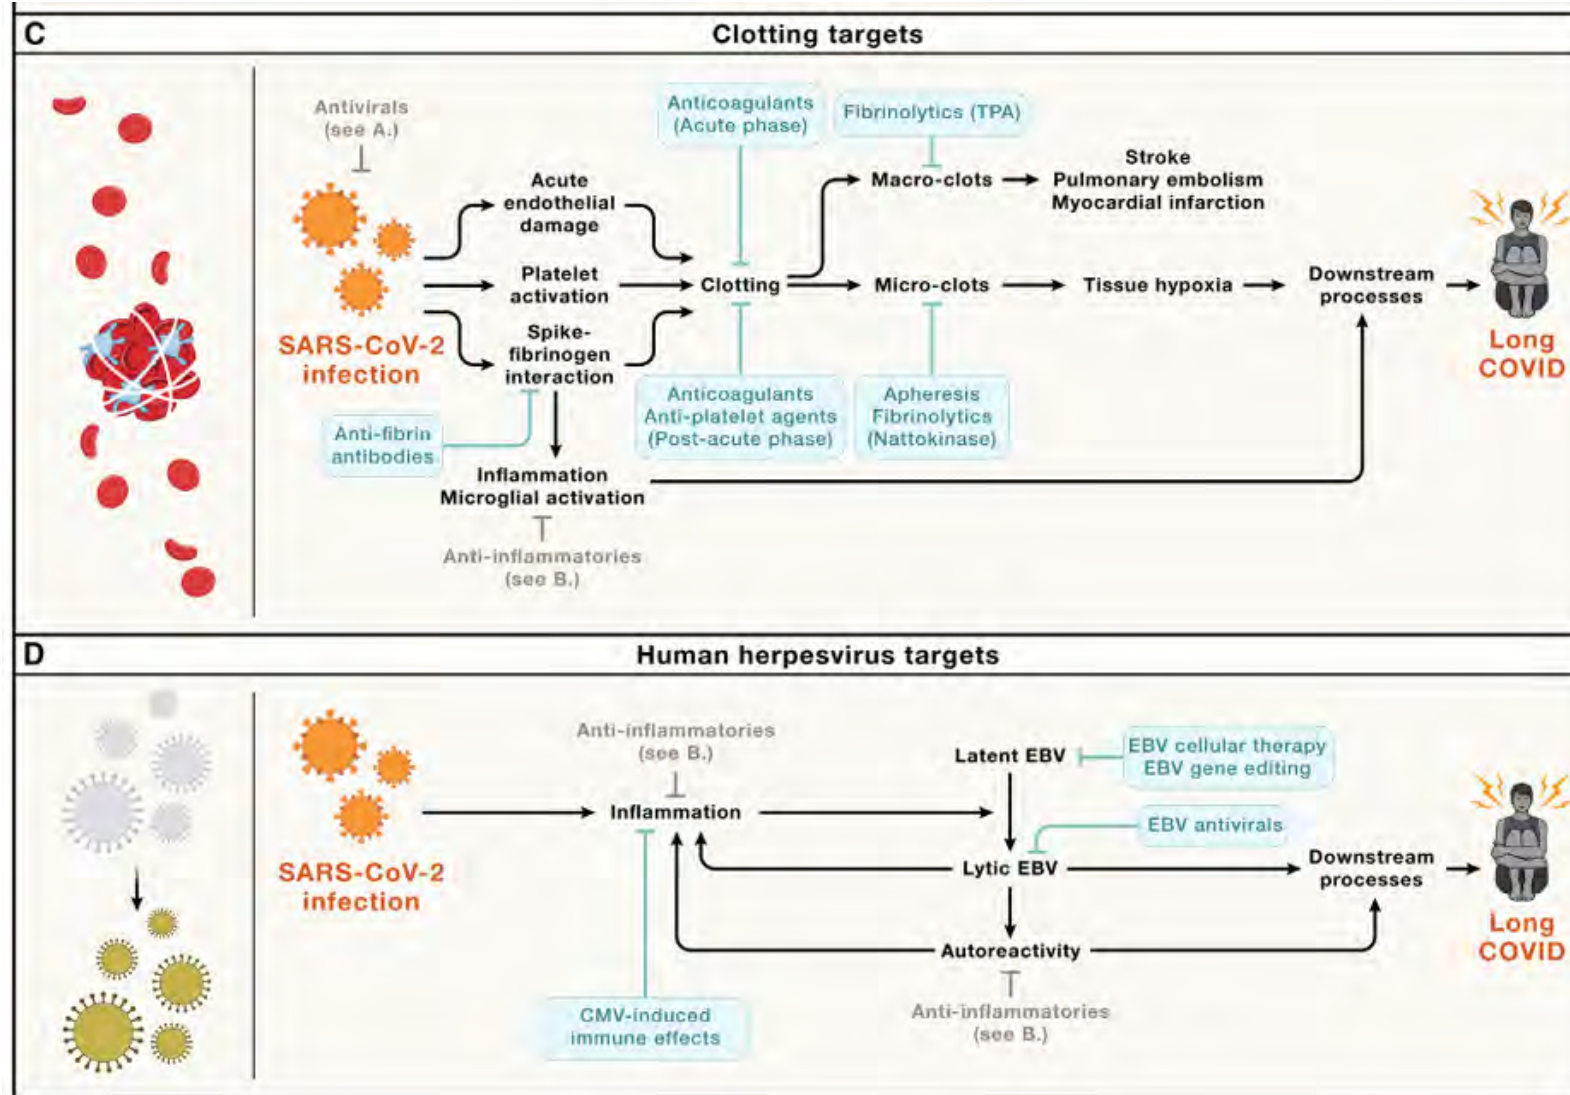 C
Clotting targets
Antivirals
(see A.)
SARS-CoV-2
infection
Acute
endothelial
damage
Platelet
activation
Spike-
fibrinogen
interaction
Anti-fibrin
antibodies
Inflammation
Microglial activation
Anti-inflammatories
(see B.)
Anticoagulants
(Acute phase)
Clotting
Anticoagulants
Anti-platelet agents
(Post-acute phase)
Fibrinolytics (TPA)
Macro-clots
Stroke
Pulmonary embolism
Myocardial infarction
Micro-clots
Apheresis
Fibrinolytics
(Nattokinase)
Tissue hypoxia
Downstream
processes
Long
COVID
D
Human herpesvirus targets
SARS-CoV-2
infection
Anti-inflammatories
(see B.)
Inflammation
CMV-induced
immune effects
Latent EBV
EBV cellular therapy
EBV gene editing
EBV antivirals
Lytic EBV
Autoreactivity
Anti-inflammatories
(see B.)
Downstream
processes
Long
COVID